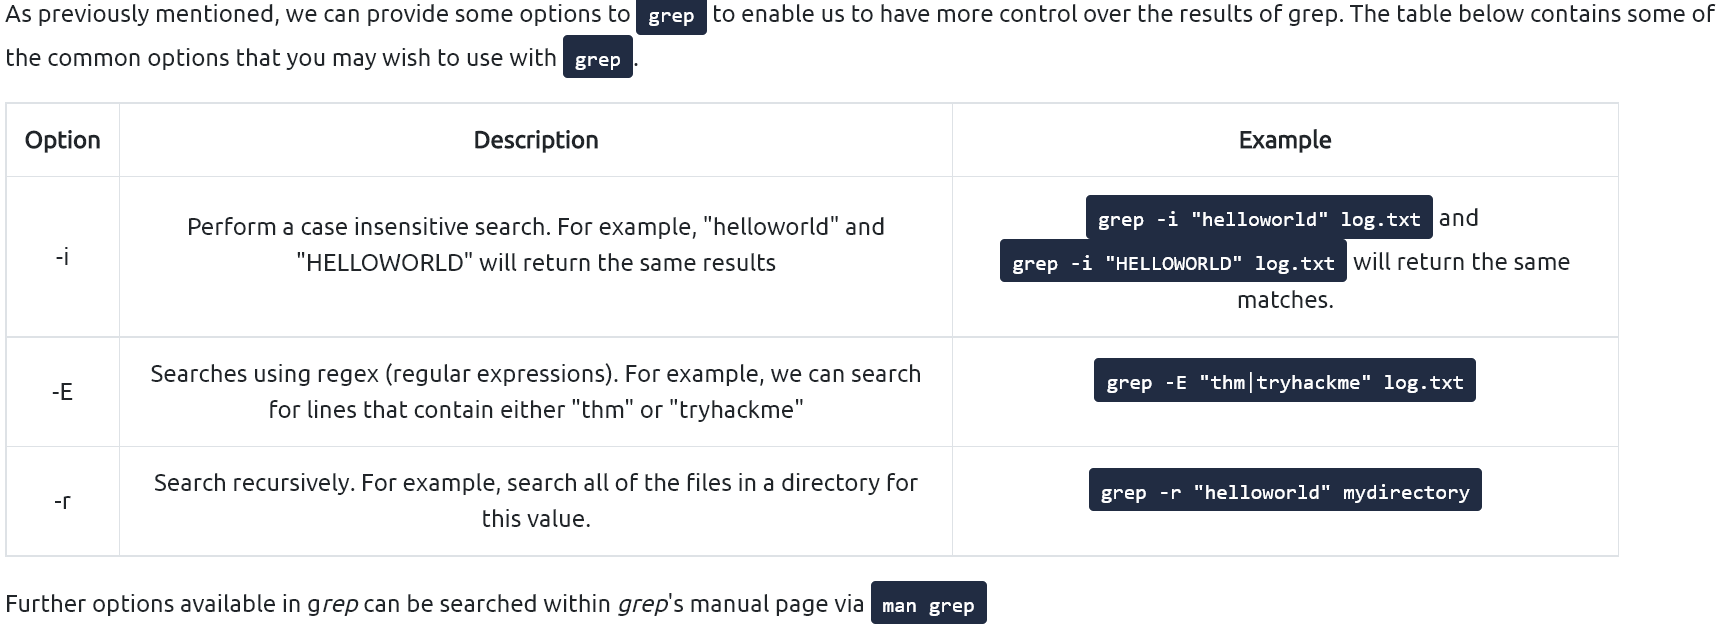 As previously mentioned, we can provide some options to grep to enable us to have more control over the results of grep. The table below contains some of
the common options that you may wish to use with grep.
Option Description Example
-i
Perform a case insensitive search. For example, "helloworld" and
"HELLOWORLD" will return the same results
grep -i "helloworld" log.txt and
grep -i "HELLOWORLD" log.txt will return the same
matches.
-E
Searches using regex (regular expressions). For example, we can search
for lines that contain either "thm" or "tryhackme"
grep -E "thm|tryhackme" log.txt
-r
Search recursively. For example, search all of the files in a directory for
this value.
grep -r "helloworld" mydirectory
Further options available in grep can be searched within grep's manual page via man grep